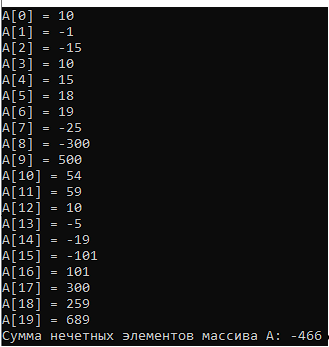 A[0] = 10
A[1] = -1
A[2] = -15
A[3] = 10
A[4] = 15
A[5] = 18
A[6] = 19
A[7] = -25
A[8] = -300
A[9] = 500
A[10] = 54
A[11] = 59
A[12] = 10
A[13] = -5
A[14] = -19
A[15] = -101
A[16] = 101
A[17] = 300
A[18] = 259
A[19] = 689
Сумма нечетных элементов массива A: -466